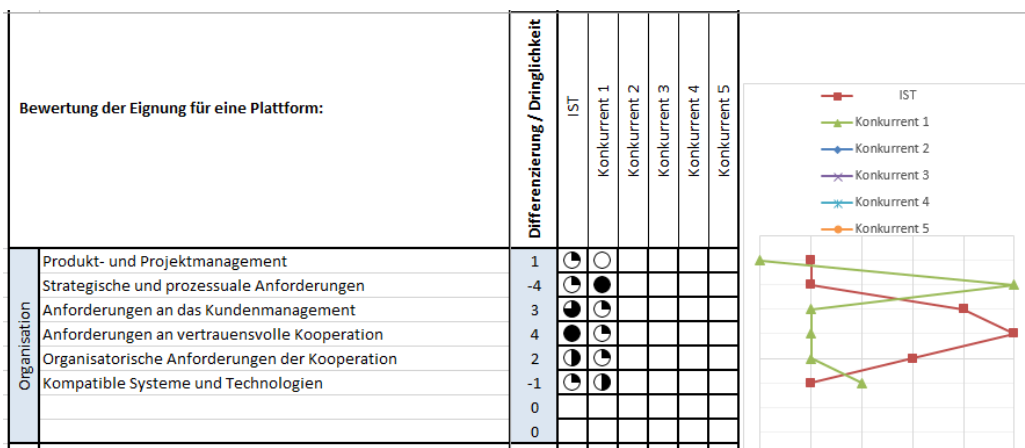 Bewertung der Eignung für eine Plattform:
Differenzierung / Dringlichkeit
IST
Konkurrent 1
Konkurrent 2
Konkurrent 3
Konkurrent 4
Konkurrent 5
IST
Konkurrent 1
Konkurrent 2
Konkurrent 3
Konkurrent 4
Konkurrent 5
Organisation
Produkt- und Projektmanagement 1
Strategische und prozessuale Anforderungen -4
Anforderungen an das Kundenmanagement 3
Anforderungen an vertrauensvolle Kooperation 4
Organisatorische Anforderungen der Kooperation 2
Kompatible Systeme und Technologien -1
0
0